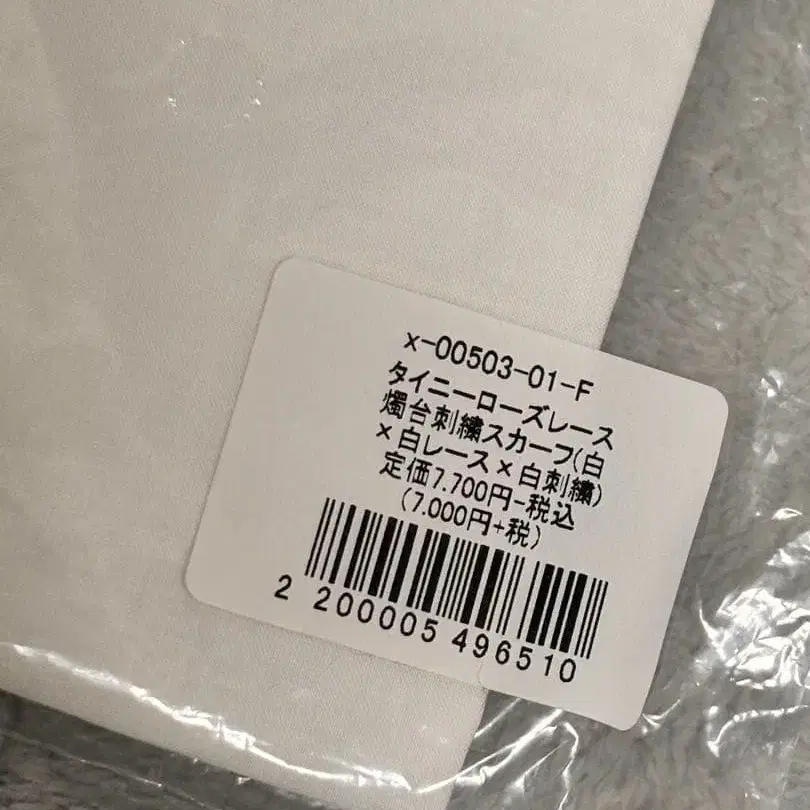 x-00503-01-F
タイニーローズレース
燭台刺繍スカーフ(白
×白レース×白刺繍)
定価7.700円-税込
(7.000円+税)
2 200005 496510